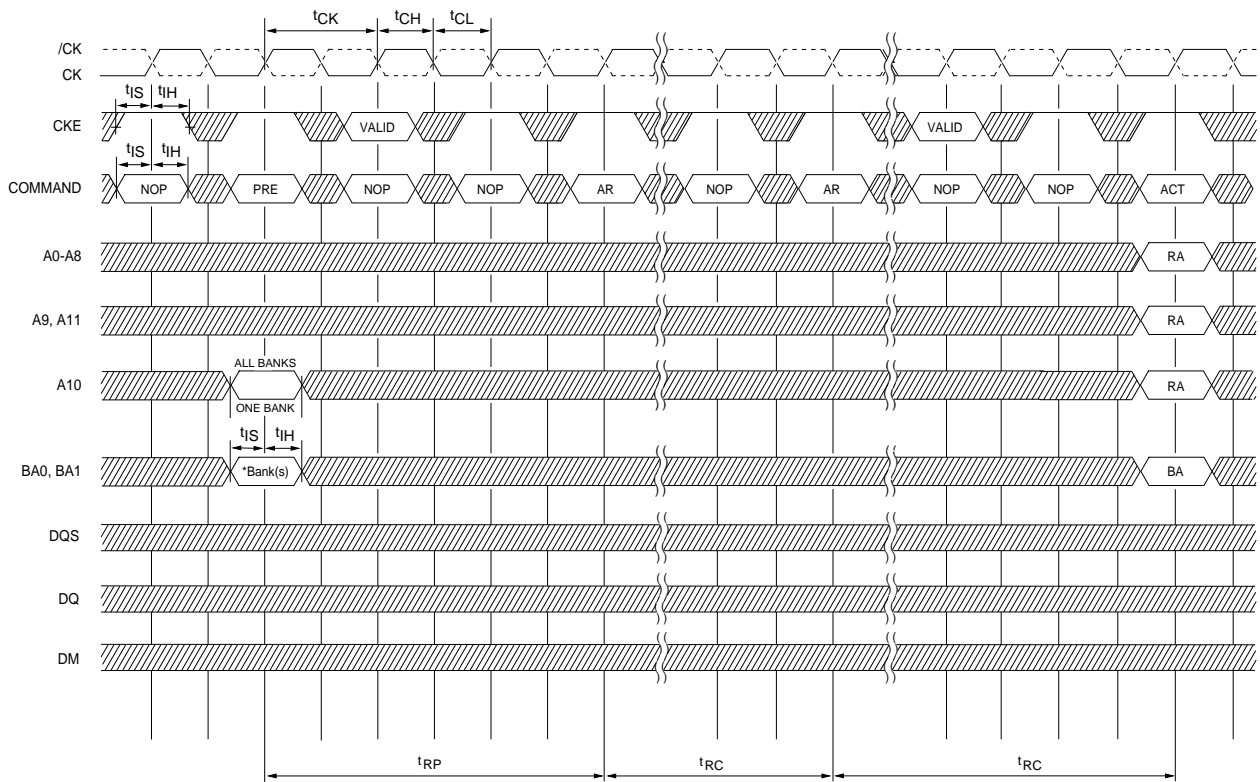 tCK tCH tCL
/CK
CK
tIS tIH
CKE VALID VALID
tIS tIH
COMMAND NOP PRE NOP NOP AR NOP AR NOP NOP ACT
A0-A8 RA
A9, A11 RA
ALL BANKS
A10 RA
ONE BANK
tIS tIH
BA0, BA1 *Bank(s) BA
DQS
DQ
DM
tRP tRC tRC